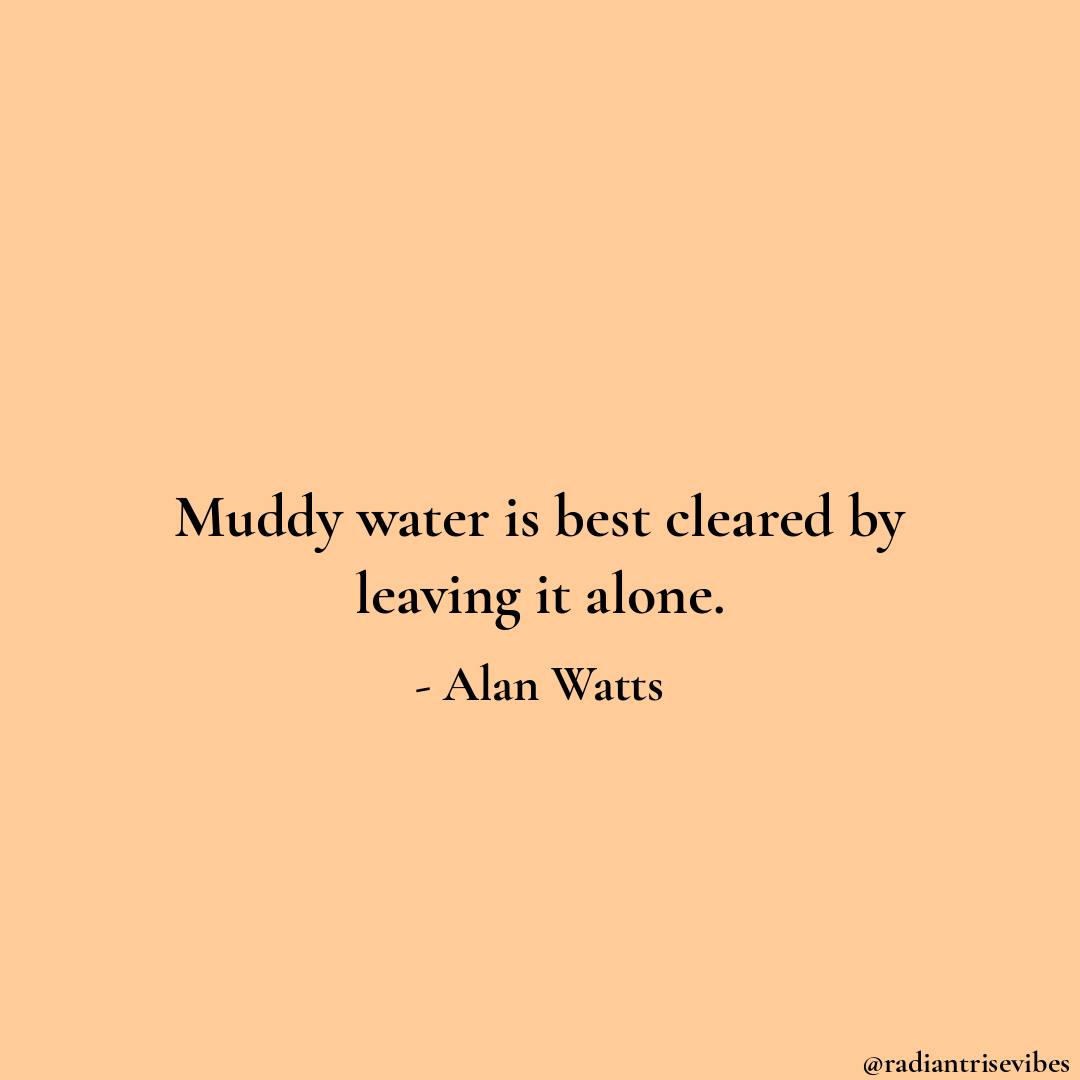 Muddy water is best cleared by
leaving it alone.
- Alan Watts
@radiantrisevibes